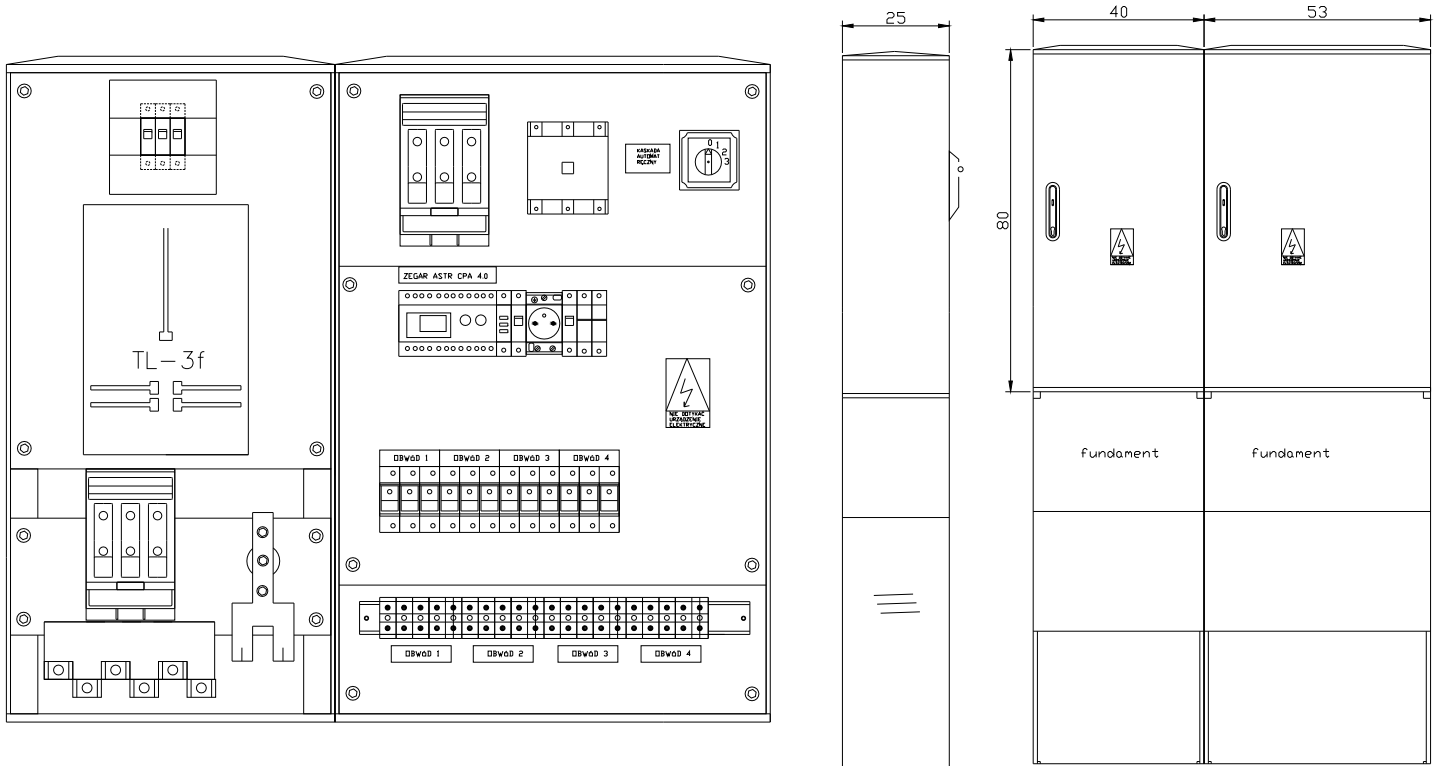 25
40
53
KASKADA
AUTOMAT
RĘCZNY
0
1
2
3
80
ZEGAR ASTR CPA 4.0
TL-3f
NIE DOTYKAĆ
URZĄDZENIE
ELEKTRYCZNE
OBWÓD 1
OBWÓD 2
OBWÓD 3
OBWÓD 4
fundament
fundament
OBWÓD 1
OBWÓD 2
OBWÓD 3
OBWÓD 4